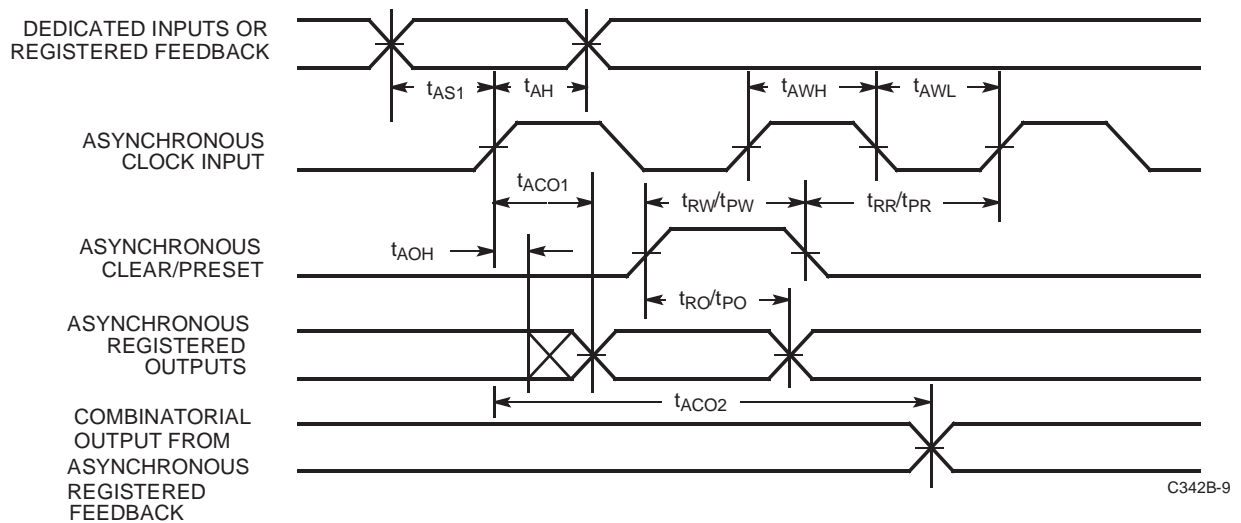 DEDICATED INPUTS OR
REGISTERED FEEDBACK
tAS1
tAH
tAWH
tAWL
ASYNCHRONOUS
CLOCK INPUT
tACO1
tRW/tPW
tRR/tPR
ASYNCHRONOUS
CLEAR/PRESET
tAOH
tRO/tPO
ASYNCHRONOUS
REGISTERED
OUTPUTS
tACO2
COMBINATORIAL
OUTPUT FROM
ASYNCHRONOUS
REGISTERED
FEEDBACK
C342B-9